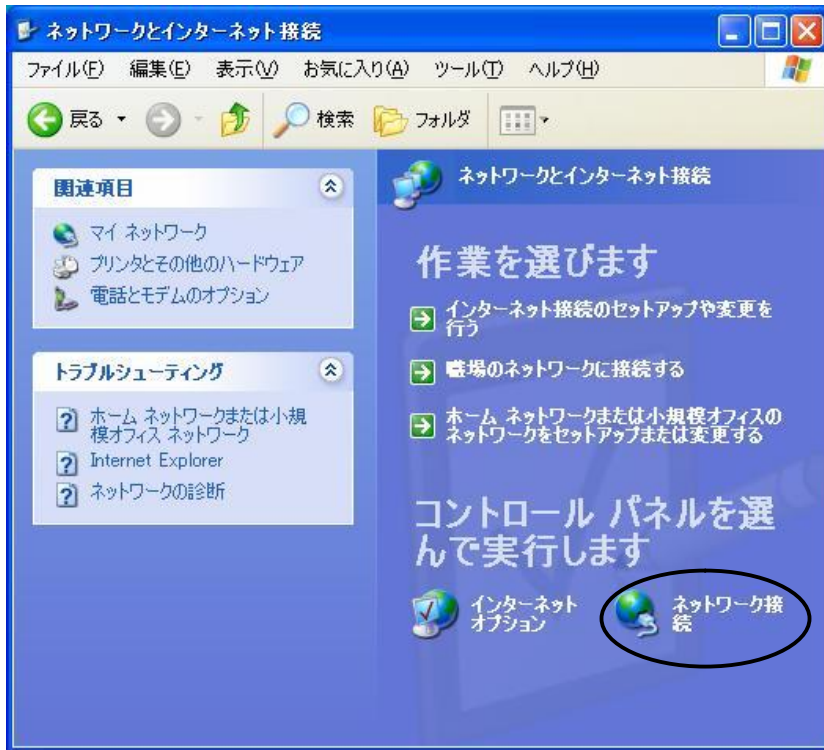 ネットワークとインターネット接続
ファイル(F) 編集(E) 表示(V) お気に入り(A) ツール(T) ヘルプ(H)
戻る 検索 フォルダ
関連項目
マイ ネットワーク
プリンタとその他のハードウェア
電話とモデムのオプション
トラブルシューティング
ホーム ネットワークまたは小規
模オフィス ネットワーク
Internet Explorer
ネットワークの診断
ネットワークとインターネット接続
作業を選びます
インターネット接続のセットアップや変更を
行う
職場のネットワークに接続する
ホーム ネットワークまたは小規模オフィスの
ネットワークをセットアップまたは変更する
コントロール パネルを選
んで実行します
インターネット
オプション
ネットワーク接
続